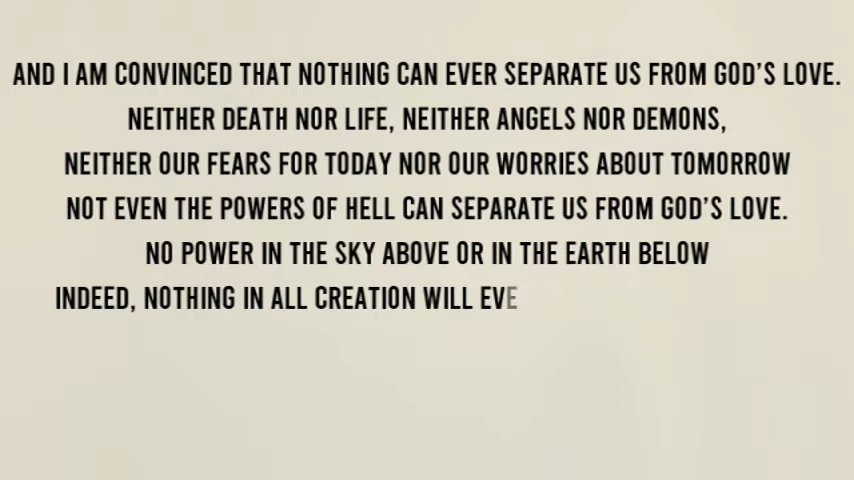 AND I AM CONVINCED THAT NOTHING CAN EVER SEPARATE US FROM GOD'S LOVE.
NEITHER DEATH NOR LIFE, NEITHER ANGELS NOR DEMONS,
NEITHER OUR FEARS FOR TODAY NOR OUR WORRIES ABOUT TOMORROW
NOT EVEN THE POWERS OF HELL CAN SEPARATE US FROM GOD'S LOVE.
NO POWER IN THE SKY ABOVE OR IN THE EARTH BELOW
INDEED, NOTHING IN ALL CREATION WILL EVE